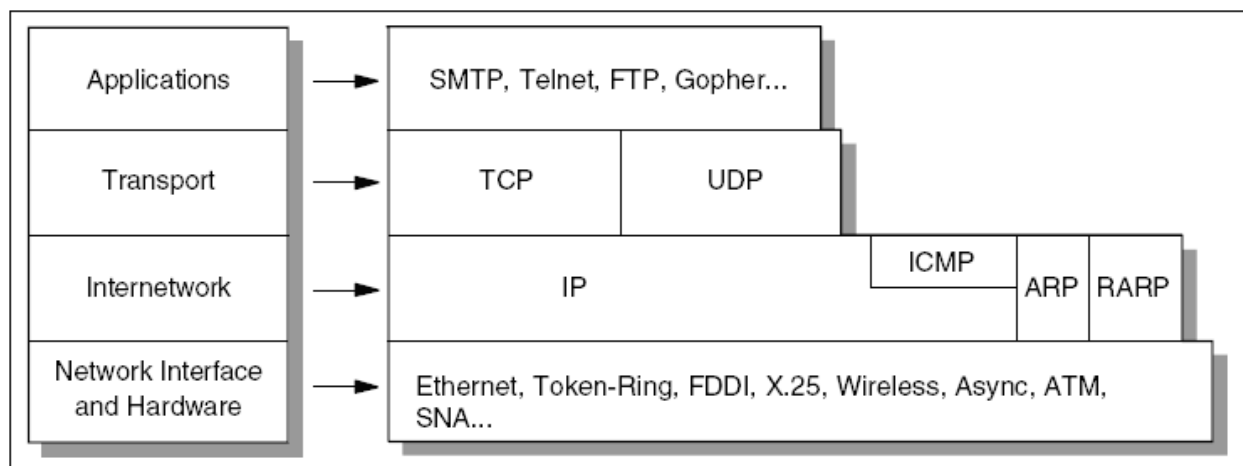 Applications
SMTP, Telnet, FTP, Gopher...
Transport
TCP
UDP
Internetwork
IP
ICMP
ARP
RARP
Network Interface
and Hardware
Ethernet, Token-Ring, FDDI, X.25, Wireless, Async, ATM,
SNA...